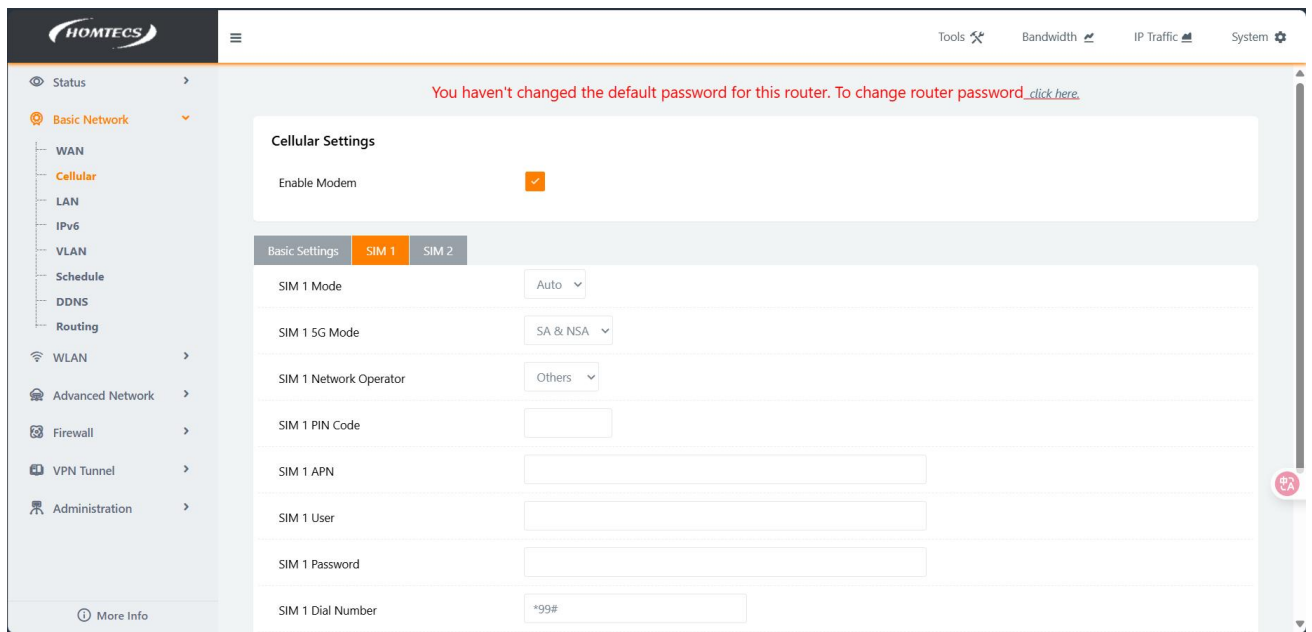 HOMTECS
Tools
Bandwidth
IP Traffic
System
Status
Basic Network
WAN
Cellular
LAN
IPv6
VLAN
Schedule
DDNS
Routing
WLAN
Advanced Network
Firewall
VPN Tunnel
Administration
More Info
You haven't changed the default password for this router. To change router password click here.
Cellular Settings
Enable Modem
Basic Settings
SIM 1
SIM 2
SIM 1 Mode
Auto
SIM 1 5G Mode
SA & NSA
SIM 1 Network Operator
Others
SIM 1 PIN Code
SIM 1 APN
SIM 1 User
SIM 1 Password
SIM 1 Dial Number
*99#
中A